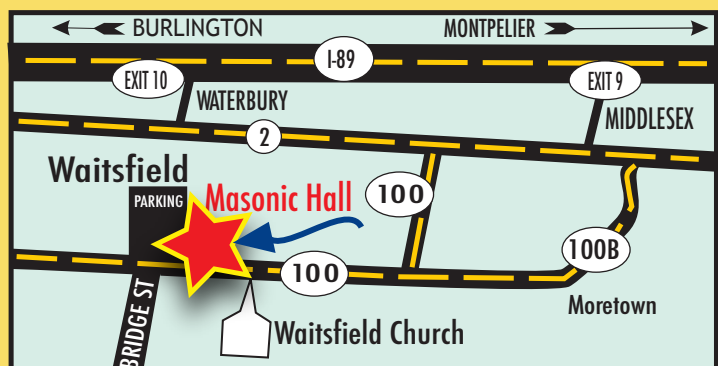 BURLINGTON
MONTPELIER
I-89
EXIT 10
EXIT 9
WATERBURY
MIDDLESEX
2
Waitsfield
PARKING
Masonic Hall
100
100B
100
Moretown
BRIDGE ST
Waitsfield Church